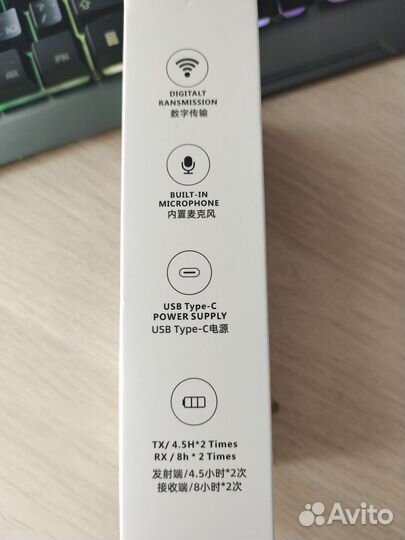 DIGITALT
RANSMISSION
数字传输
BUILT-IN
MICROPHONE
内置麦克风
USB Type-C
POWER SUPPLY
USB Type-C电源
TX/ 4.5H*2 Times
RX / 8h * 2 Times
发射端/4.5小时*2次
接收端/8小时*2次
Avito